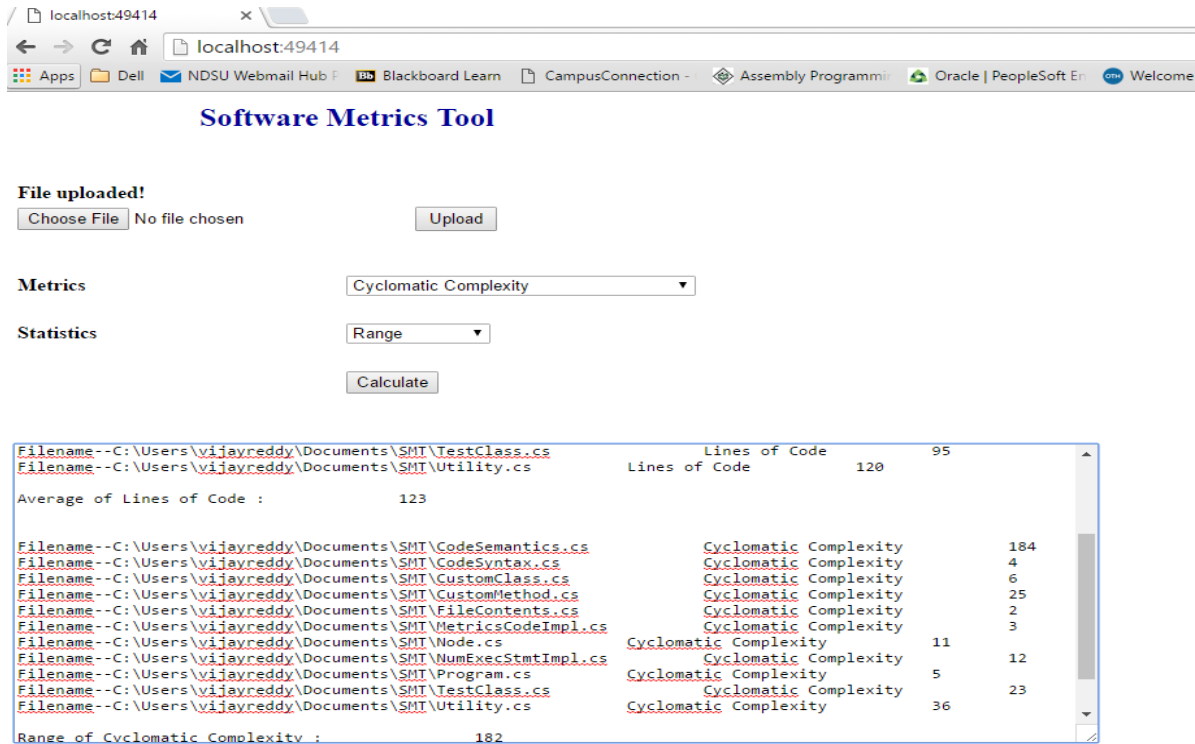 localhost:49414
localhost:49414
Apps Dell NDSU Webmail Hub Bb Blackboard Learn CampusConnection - Assembly Oracle | PeopleSoft OTH Welcome
Software Metrics Tool
File uploaded!
Choose File No file chosen Upload
Metrics Cyclomatic Complexity
Statistics Range
Calculate
Filename--C:\Users\vijayreddy\Documents\SMT\TestClass.cs Lines of Code 95
Filename--C:\Users\vijayreddy\Documents\SMT\Utility.cs Lines of Code 120
Average of Lines of Code : 123
Filename--C:\Users\vijayreddy\Documents\SMT\CodeSemantics.cs Cyclomatic Complexity 184
Filename--C:\Users\vijayreddy\Documents\SMT\CodeSyntax.cs Cyclomatic Complexity 4
Filename--C:\Users\vijayreddy\Documents\SMT\CustomClass.cs Cyclomatic Complexity 6
Filename--C:\Users\vijayreddy\Documents\SMT\CustomMethod.cs Cyclomatic Complexity 25
Filename--C:\Users\vijayreddy\Documents\SMT\FileContents.cs Cyclomatic Complexity 2
Filename--C:\Users\vijayreddy\Documents\SMT\MetricsCodeImpl.cs Cyclomatic Complexity 3
Filename--C:\Users\vijayreddy\Documents\SMT\Node.cs Cyclomatic Complexity 11
Filename--C:\Users\vijayreddy\Documents\SMT\NumExecStmtImpl.cs Cyclomatic Complexity 12
Filename--C:\Users\vijayreddy\Documents\SMT\Program.cs Cyclomatic Complexity 5
Filename--C:\Users\vijayreddy\Documents\SMT\TestClass.cs Cyclomatic Complexity 23
Filename--C:\Users\vijayreddy\Documents\SMT\Utility.cs Cyclomatic Complexity 36
Range of Cyclomatic Complexity : 182